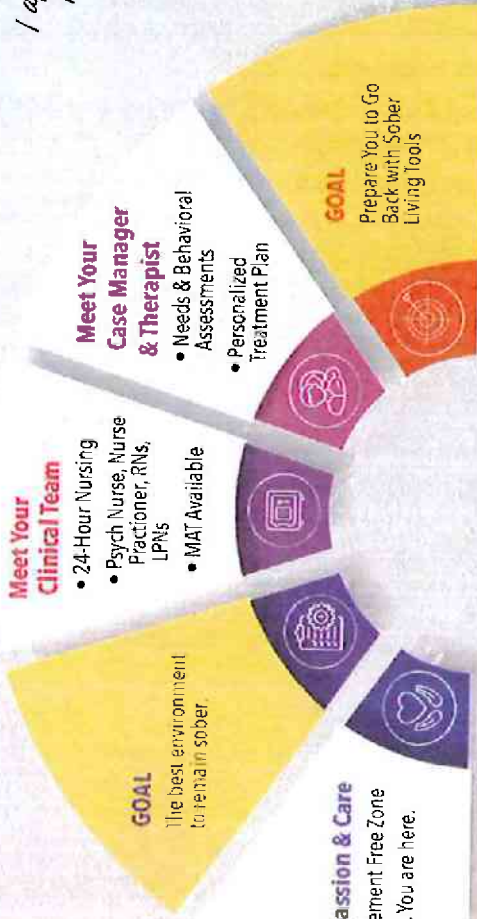 assion & Care
ement Free Zone
. You are here.
GOAL
The best environment
to remain sober.
Meet Your
Clinical Team
• 24-Hour Nursing
• Psych Nurse, Nurse
Practioner, RNs,
LPNs
• MAT Available
Meet Your
Case Manager
& Therapist
• Needs & Behavioral
Assessments
• Personalized
Treatment Plan
GOAL
Prepare You to Go
Back with Sober
Living Tools